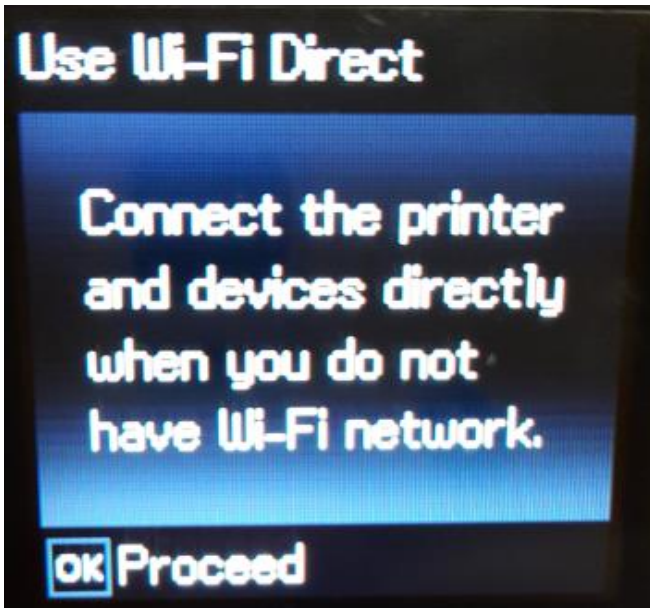 Use Wi-Fi Direct
Connect the printer
and devices directly
when you do not
have Wi-Fi network.
OK Proceed